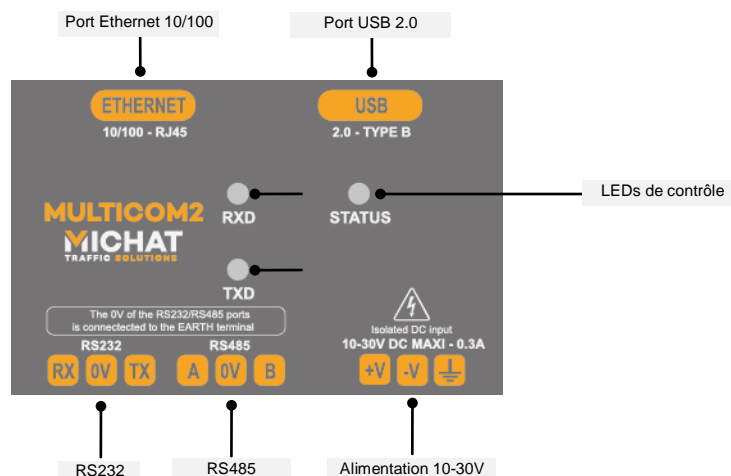 Port Ethernet 10/100
Port USB 2.0
ETHERNET
10/100 - RJ45
USB
2.0 - TYPE B
LEDs de contrôle
MULTICOM2
MICHAT
TRAFFIC SOLUTIONS
RXD
STATUS
TXD
The 0V of the RS232/RS485 ports
is connectected to the EARTH terminal
RS232
RS485
Isolated DC input
10-30V DC MAXI - 0.3A
RX 0V TX
A 0V B
+V -V
RS232
RS485
Alimentation 10-30V